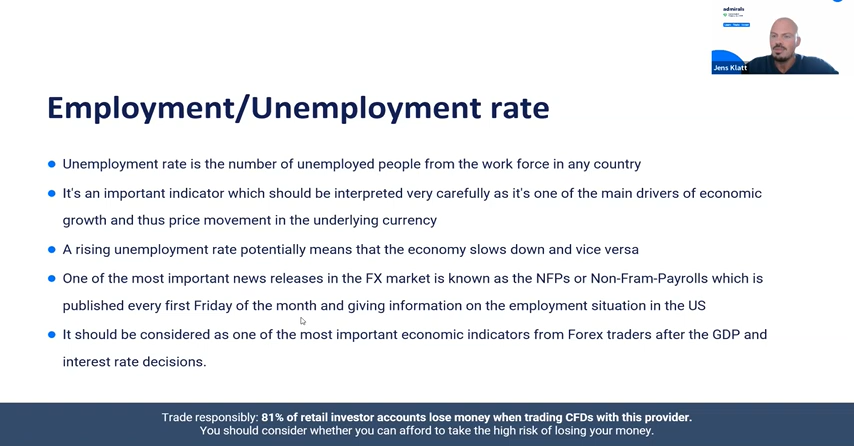 admirals
Jens Klatt
Employment/Unemployment rate
Unemployment rate is the number of unemployed people from the work force in any country
It's an important indicator which should be interpreted very carefully as it's one of the main drivers of economic
growth and thus price movement in the underlying currency
A rising unemployment rate potentially means that the economy slows down and vice versa
One of the most important news releases in the FX market is known as the NFPs or Non-Fram-Payrolls which is
published every first Friday of the month and giving information on the employment situation in the US
It should be considered as one of the most important economic indicators from Forex traders after the GDP and
interest rate decisions.
Trade responsibly: 81% of retail investor accounts lose money when trading CFDs with this provider.
You should consider whether you can afford to take the high risk of losing your money.